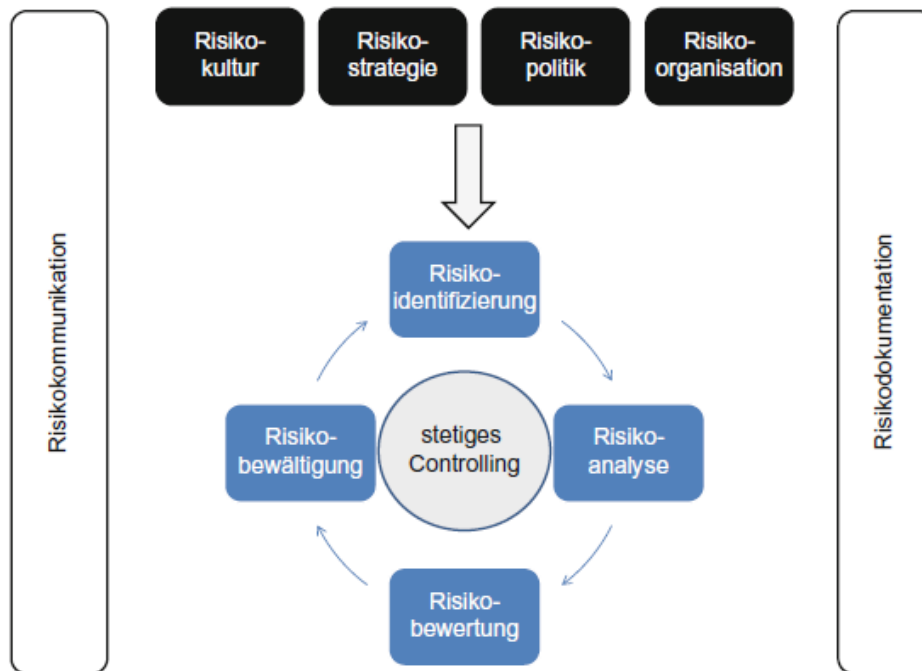 Risikokommunikation
Risiko-
kultur
Risiko-
strategie
Risiko-
politik
Risiko-
organisation
Risiko-
identifizierung
Risiko-
bewältigung
stetiges
Controlling
Risiko-
analyse
Risiko-
bewertung
Risikodokumentation